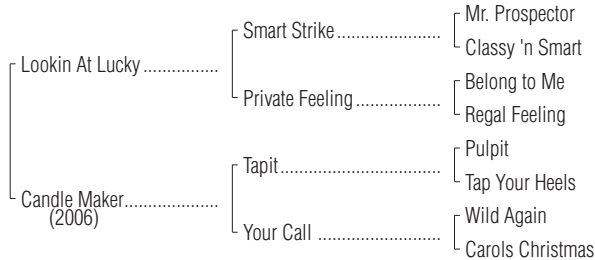 Mr. Prospector
Smart Strike
Classy 'n Smart
Lookin At Lucky
Belong to Me
Private Feeling
Regal Feeling
Pulpit
Tapit
Tap Your Heels
Candle Maker
(2006)
Wild Again
Your Call
Carols Christmas